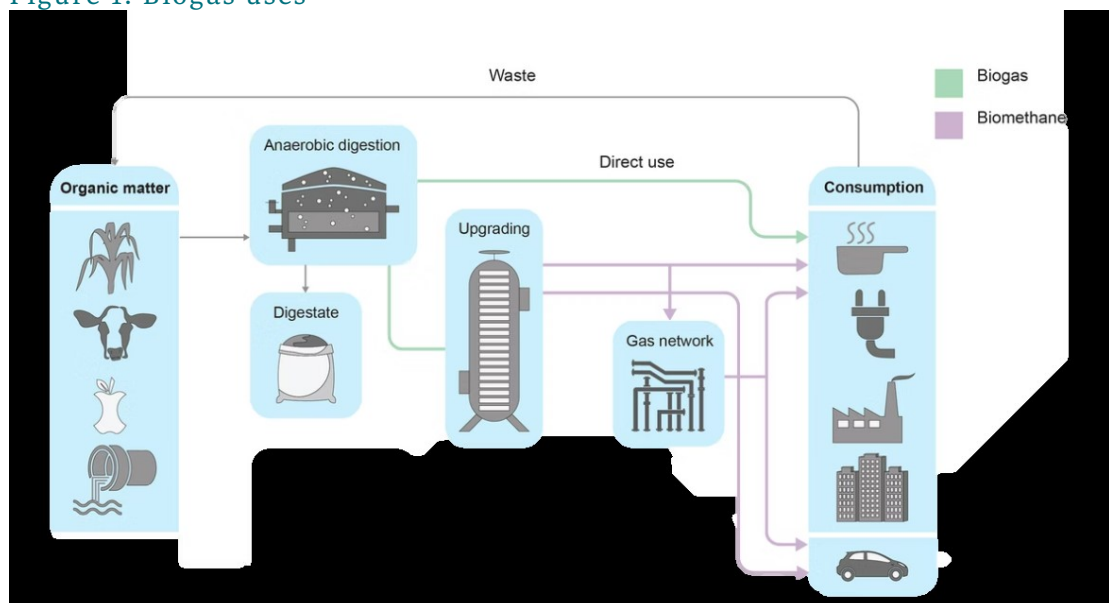 Figure 1: Biogas uses
Waste
Biogas
Biomethane
Anaerobic digestion
Direct use
Organic matter
Consumption
Upgrading
Digestate
Gas network